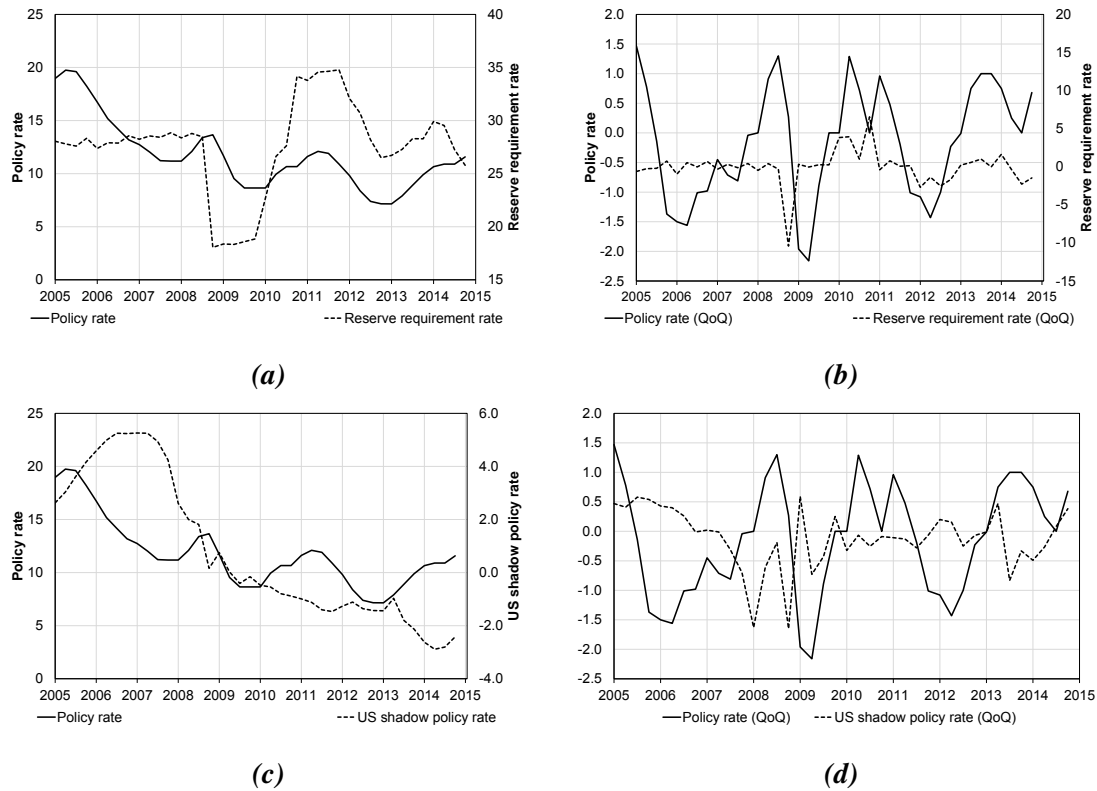 25 40 2.0 20
1.5 15
20 35 1.0 10
0.5
15 30 0.0 5
-0.5 0
10 25 -1.0 -5
5 20 -1.5
-2.0 -10
0 15 -2.5 -15
Policy rate
Reserve requirement rate
Policy rate
Reserve requirement rate
2005 2006 2007 2008 2009 2010 2011 2012 2013 2014 2015
2005 2006 2007 2008 2009 2010 2011 2012 2013 2014 2015
Policy rate Reserve requirement rate
Policy rate (QoQ) Reserve requirement rate (QoQ)
(a) (b)
25 6.0 2.0
1.5
20 4.0 1.0
15 2.0 0.5
0.0
10 0.0 -0.5
-1.0
5 -2.0 -1.5
-2.0
0 -4.0 -2.5
Policy rate
US shadow policy rate
2005 2006 2007 2008 2009 2010 2011 2012 2013 2014 2015
2005 2006 2007 2008 2009 2010 2011 2012 2013 2014 2015
Policy rate US shadow policy rate
Policy rate (QoQ) US shadow policy rate (QoQ)
(c) (d)